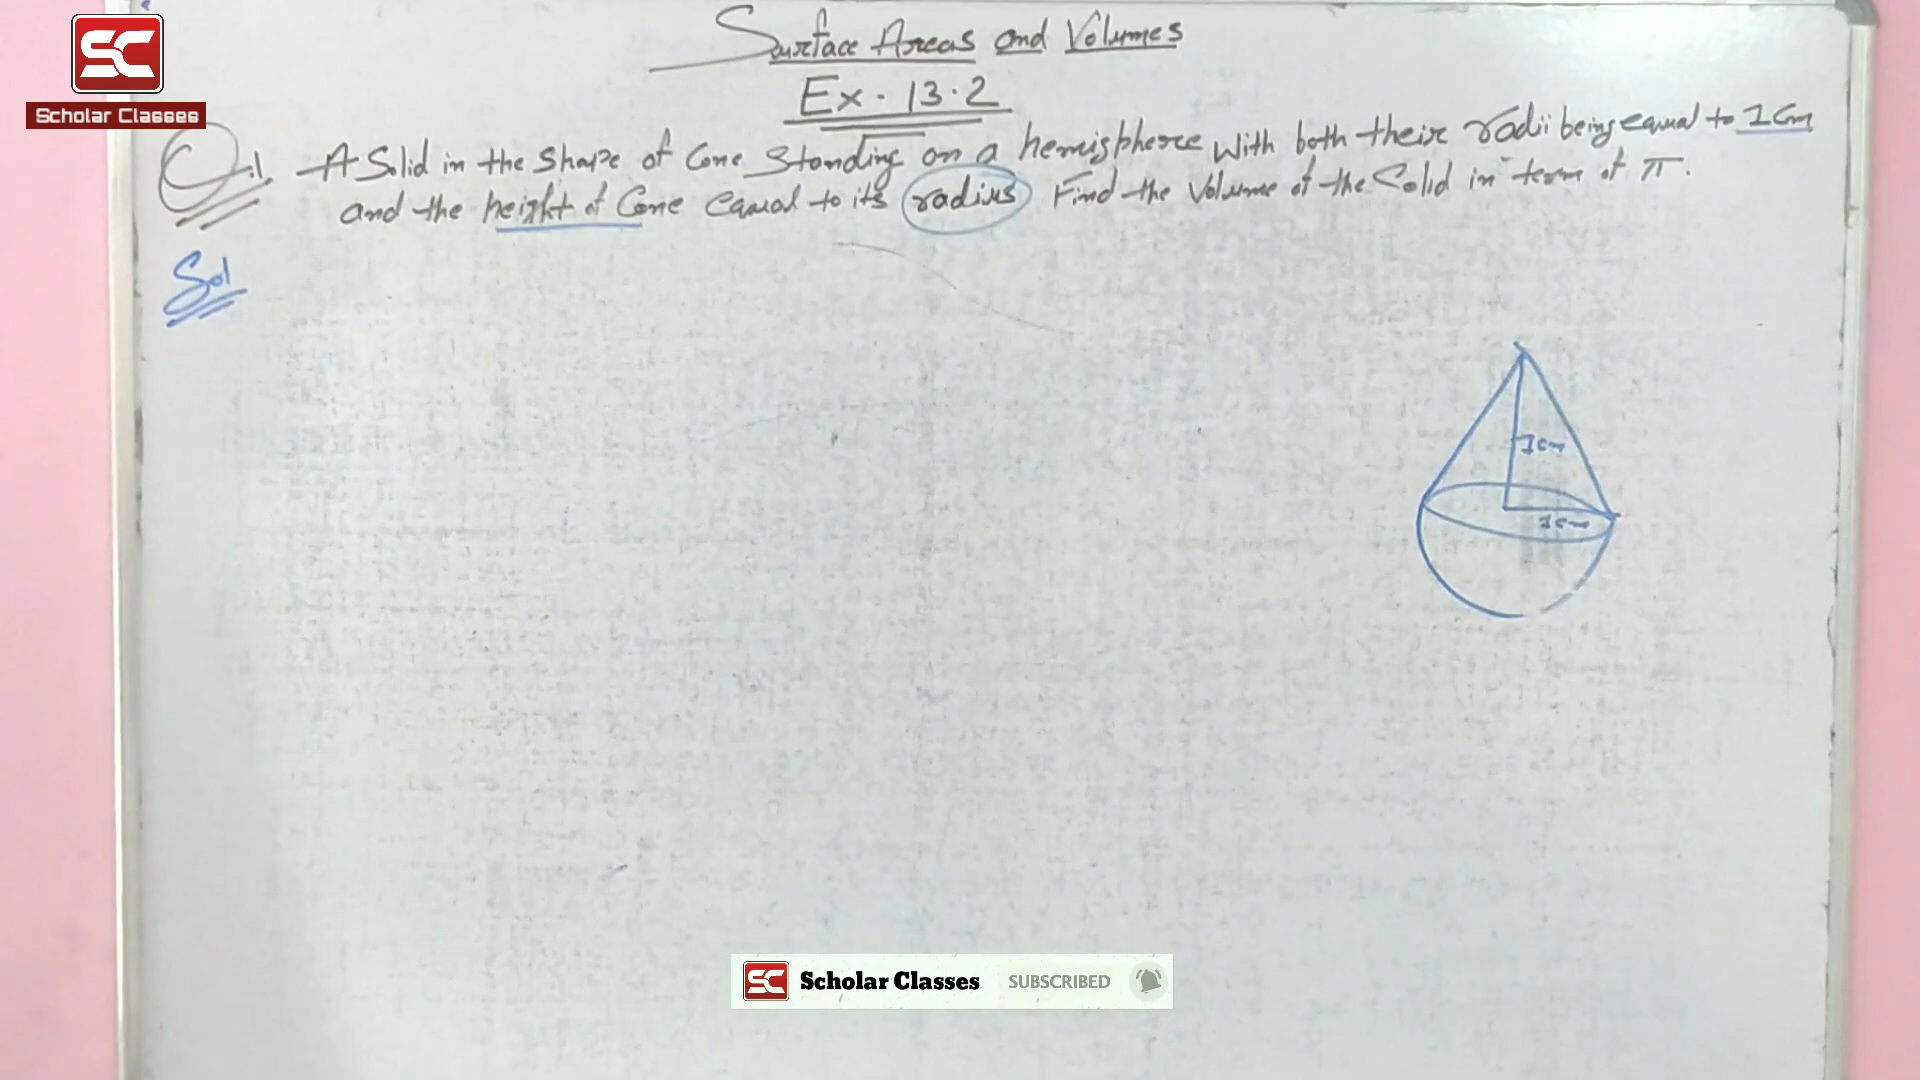 SC
Scholar Classes
Surface Areas and Volumes
Ex. 13.2
Q.1 A Solid in the Shape of Cone Standing on a hemisphere with both their radii being equal to 1 cm
and the height of Cone equal to its radius Find the Volume of the Solid in term of π.
Sol
1cm
1cm
SC Scholar Classes SUBSCRIBED